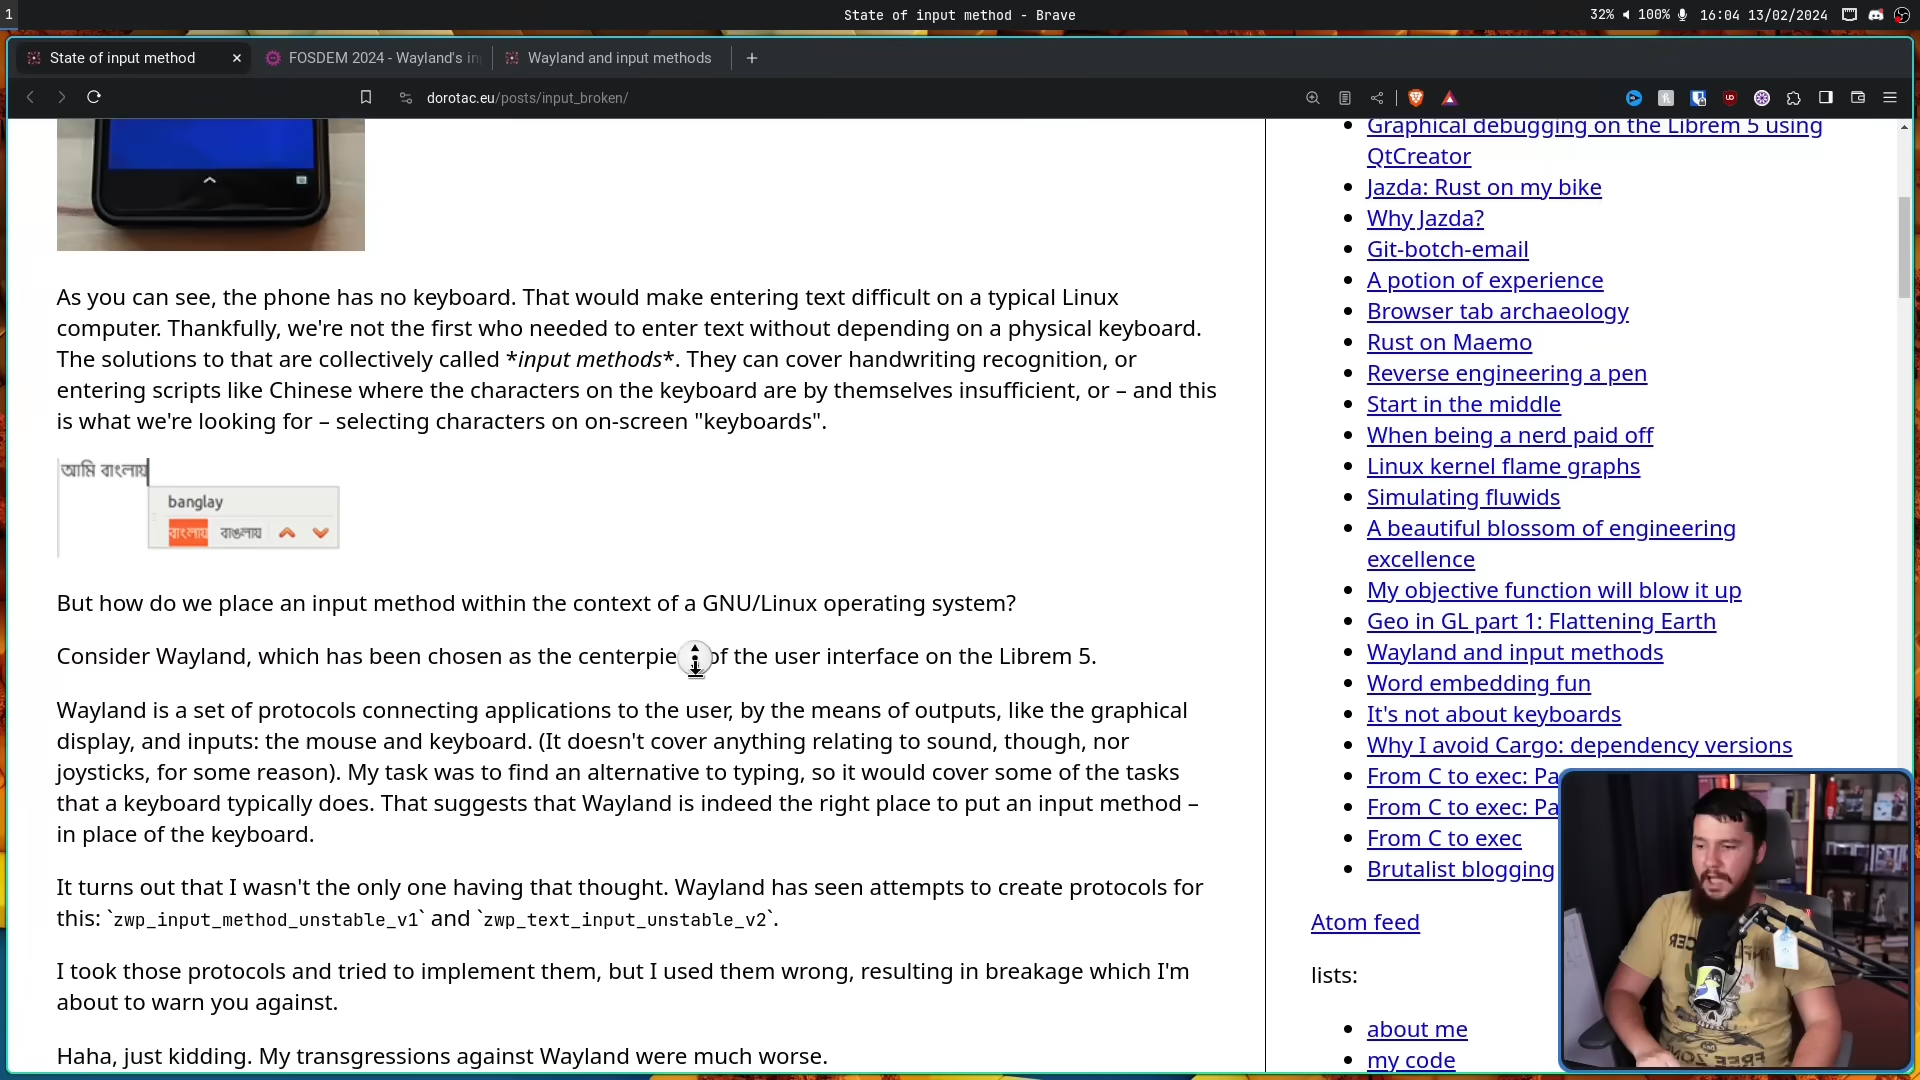 1
State of input method - Brave
32% 100% 16:04 13/02/2024
State of input method
FOSDEM 2024 - Wayland's in
Wayland and input methods
dorotac.eu/posts/input_broken/
As you can see, the phone has no keyboard. That would make entering text difficult on a typical Linux
computer. Thankfully, we're not the first who needed to enter text without depending on a physical keyboard.
The solutions to that are collectively called *input methods*. They can cover handwriting recognition, or
entering scripts like Chinese where the characters on the keyboard are by themselves insufficient, or – and this
is what we're looking for – selecting characters on on-screen "keyboards".
আমি বাংলায়
banglay
বাংলায় বাঙলায়
But how do we place an input method within the context of a GNU/Linux operating system?
Consider Wayland, which has been chosen as the centerpie of the user interface on the Librem 5.
Wayland is a set of protocols connecting applications to the user, by the means of outputs, like the graphical
display, and inputs: the mouse and keyboard. (It doesn't cover anything relating to sound, though, nor
joysticks, for some reason). My task was to find an alternative to typing, so it would cover some of the tasks
that a keyboard typically does. That suggests that Wayland is indeed the right place to put an input method –
in place of the keyboard.
It turns out that I wasn't the only one having that thought. Wayland has seen attempts to create protocols for
this: `zwp_input_method_unstable_v1` and `zwp_text_input_unstable_v2`.
I took those protocols and tried to implement them, but I used them wrong, resulting in breakage which I'm
about to warn you against.
Haha, just kidding. My transgressions against Wayland were much worse.
Graphical debugging on the Librem 5 using
QtCreator
Jazda: Rust on my bike
Why Jazda?
Git-botch-email
A potion of experience
Browser tab archaeology
Rust on Maemo
Reverse engineering a pen
Start in the middle
When being a nerd paid off
Linux kernel flame graphs
Simulating fluwids
A beautiful blossom of engineering
excellence
My objective function will blow it up
Geo in GL part 1: Flattening Earth
Wayland and input methods
Word embedding fun
It's not about keyboards
Why I avoid Cargo: dependency versions
From C to exec: Pa
From C to exec: Pa
From C to exec
Brutalist blogging
Atom feed
lists:
about me
my code